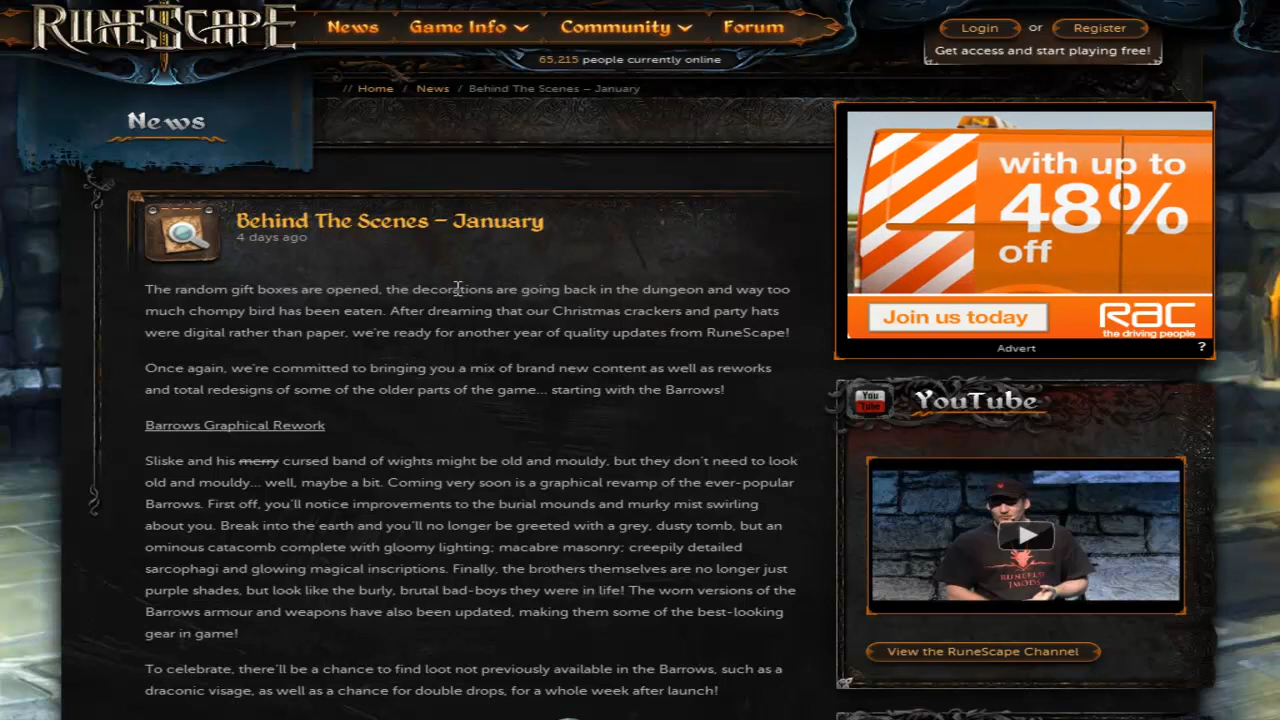 RuneScape
News
Game Info
Community
Forum
Login or Register
Get access and start playing free!
65,215 people currently online
// Home / News / Behind The Scenes – January
News
Behind The Scenes – January
4 days ago
The random gift boxes are opened, the decorations are going back in the dungeon and way too
much chompy bird has been eaten. After dreaming that our Christmas crackers and party hats
were digital rather than paper, we're ready for another year of quality updates from RuneScape!
Once again, we're committed to bringing you a mix of brand new content as well as reworks
and total redesigns of some of the older parts of the game... starting with the Barrows!
Barrows Graphical Rework
Sliske and his merry cursed band of wights might be old and mouldy, but they don't need to look
old and mouldy... well, maybe a bit. Coming very soon is a graphical revamp of the ever-popular
Barrows. First off, you'll notice improvements to the burial mounds and murky mist swirling
about you. Break into the earth and you'll no longer be greeted with a grey, dusty tomb, but an
ominous catacomb complete with gloomy lighting; macabre masonry; creepily detailed
sarcophagi and glowing magical inscriptions. Finally, the brothers themselves are no longer just
purple shades, but look like the burly, brutal bad-boys they were in life! The worn versions of the
Barrows armour and weapons have also been updated, making them some of the best-looking
gear in game!
To celebrate, there'll be a chance to find loot not previously available in the Barrows, such as a
draconic visage, as well as a chance for double drops, for a whole week after launch!
with up to
48%
off
Join us today
RAC
the driving people
Advert
?
You
Tube
YouTube
View the RuneScape Channel